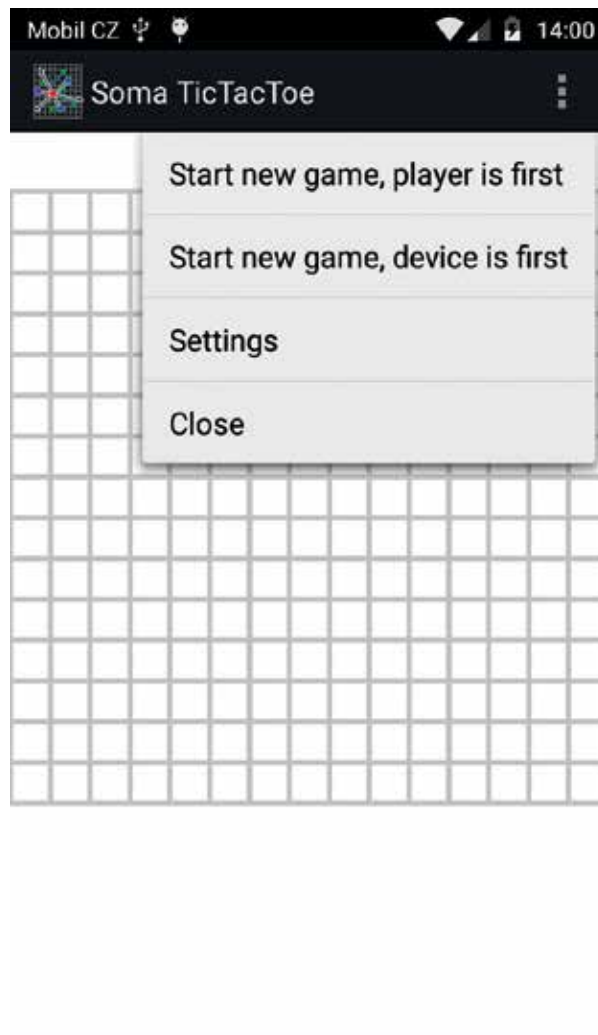 Mobil CZ 14:00
Soma TicTacToe
Start new game, player is first
Start new game, device is first
Settings
Close